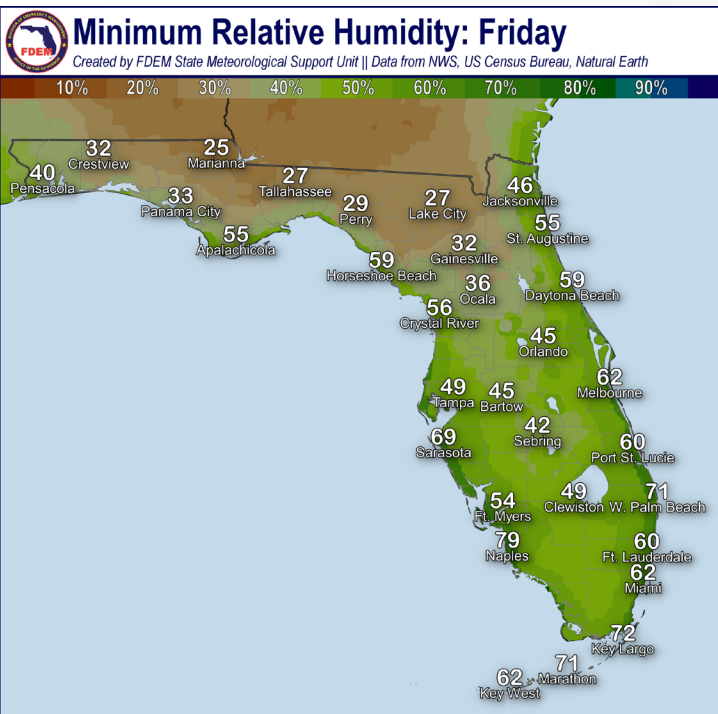 Minimum Relative Humidity: Friday
Created by FDEM State Meteorological Support Unit || Data from NWS, US Census Bureau, Natural Earth
FDEM
10% 20% 30% 40% 50% 60% 70% 80% 90%
32
Crestview
25
Marianna
40
Pensacola
27
Tallahassee
33
Panama City
29
Perry
27
Lake City
46
Jacksonville
55
Apalachicola
55
St. Augustine
32
Gainesville
59
Horseshoe Beach
36
Ocala
59
Daytona Beach
56
Crystal River
45
Orlando
49
Tampa
45
Bartow
62
Melbourne
69
Sarasota
42
Sebring
60
Port St. Lucie
54
Ft. Myers
49
Clewiston
71
W. Palm Beach
79
Naples
60
Ft. Lauderdale
62
Miami
72
Key Largo
71
Marathon
62
Key West